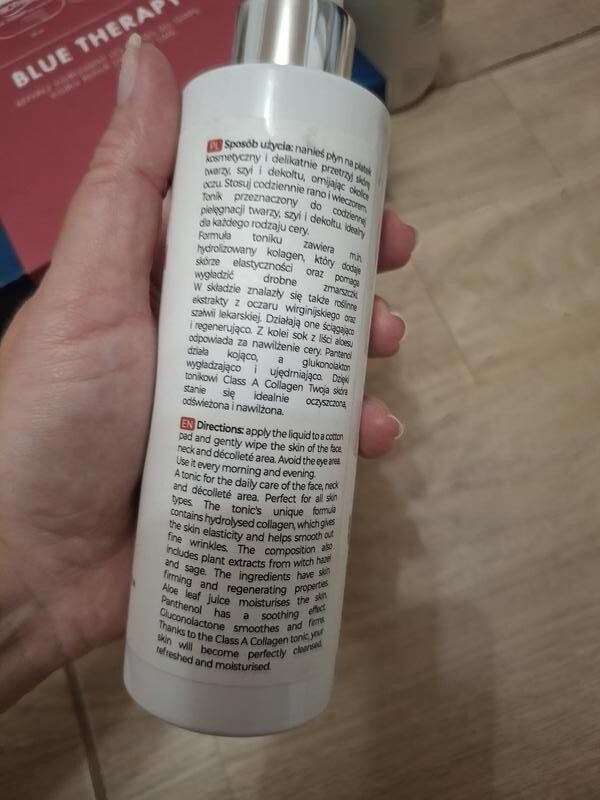 BLUE THERAPY
PL Sposób użycia: nanieś płyn na płatek
kosmetyczny i delikatnie przetrzyj skórę
twarzy, szyi i dekoltu, omijając okolice
oczu. Stosuj codziennie rano i wieczorem.
Tonik przeznaczony do codziennej
pielęgnacji twarzy, szyi i dekoltu. Idealny
dla każdego rodzaju cery.
Formuła toniku zawiera m.in.
hydrolizowany kolagen, który dodaje
skórze elastyczności oraz pomaga
wygładzić drobne zmarszczki.
W składzie znalazły się także roślinne
ekstrakty z oczaru wirginijskiego oraz
szałwii lekarskiej. Działają one ściągająco
i regenerująco. Z kolei sok z liści aloesu
odpowiada za nawilżenie cery. Pantenol
działa kojąco, a glukonolakton
wygładzająco i ujędrniająco. Dzięki
tonikowi Class A Collagen Twoja skóra
stanie się idealnie oczyszczona,
odświeżona i nawilżona.
EN Directions: apply the liquid to a cotton
pad and gently wipe the skin of the face,
neck and décolleté area. Avoid the eye area.
Use it every morning and evening.
A tonic for the daily care of the face, neck
and décolleté area. Perfect for all skin
types. The tonic's unique formula
contains hydrolysed collagen, which gives
the skin elasticity and helps smooth out
fine wrinkles. The composition also
includes plant extracts from witch hazel
and sage. The ingredients have skin
firming and regenerating properties.
Aloe leaf juice moisturises the skin.
Panthenol has a soothing effect.
Gluconolactone smoothes and firms.
Thanks to the Class A Collagen tonic, your
skin will become perfectly cleansed,
refreshed and moisturised.